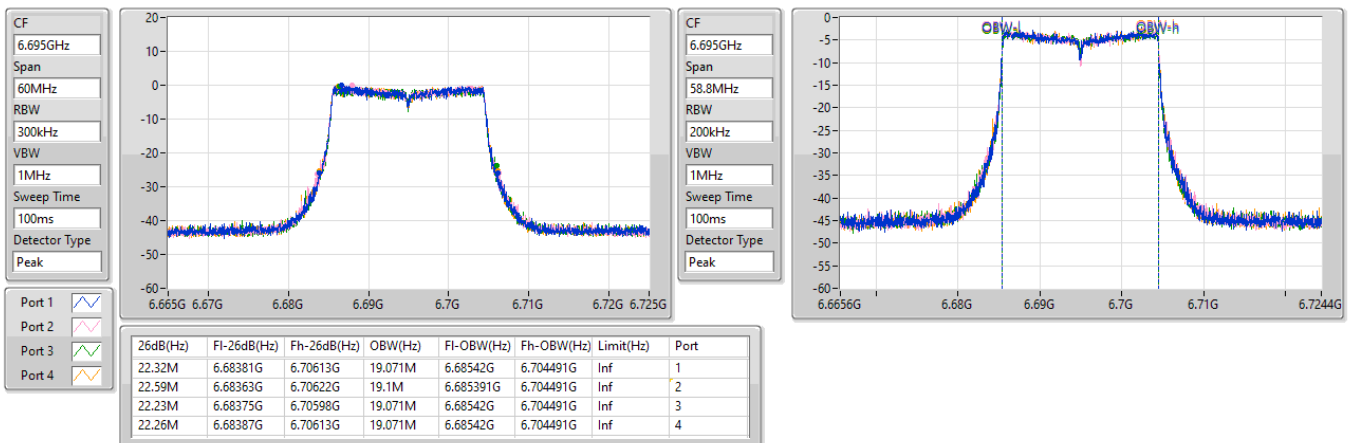 CF
6.695GHz
Span
60MHz
RBW
300kHz
VBW
1MHz
Sweep Time
100ms
Detector Type
Peak
20
10
0
-10
-20
-30
-40
-50
-60
6.665G 6.67G 6.68G 6.69G 6.7G 6.71G 6.72G 6.725G
CF
6.695GHz
Span
58.8MHz
RBW
200kHz
VBW
1MHz
Sweep Time
100ms
Detector Type
Peak
0
-5
-10
-15
-20
-25
-30
-35
-40
-45
-50
-55
-60
OBW-l OBW-h
6.66556G 6.68G 6.69G 6.7G 6.71G 6.7244G
Port 1
Port 2
Port 3
Port 4
26dB(Hz) Fl-26dB(Hz) Fh-26dB(Hz) OBW(Hz) Fl-OBW(Hz) Fh-OBW(Hz) Limit(Hz) Port
22.32M 6.68381G 6.70613G 19.071M 6.68542G 6.704491G Inf 1
22.59M 6.68363G 6.70622G 19.1M 6.685391G 6.704491G Inf 2
22.23M 6.68375G 6.70598G 19.071M 6.68542G 6.704491G Inf 3
22.26M 6.68387G 6.70613G 19.071M 6.68542G 6.704491G Inf 4